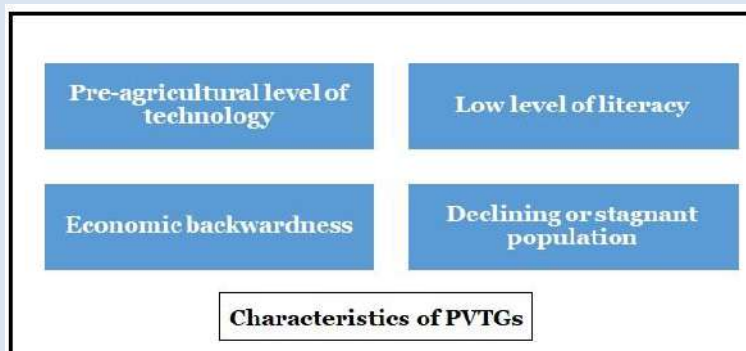 Pre-agricultural level of
technology
Low level of literacy
Economic backwardness
Declining or stagnant
population
Characteristics of PVTGs